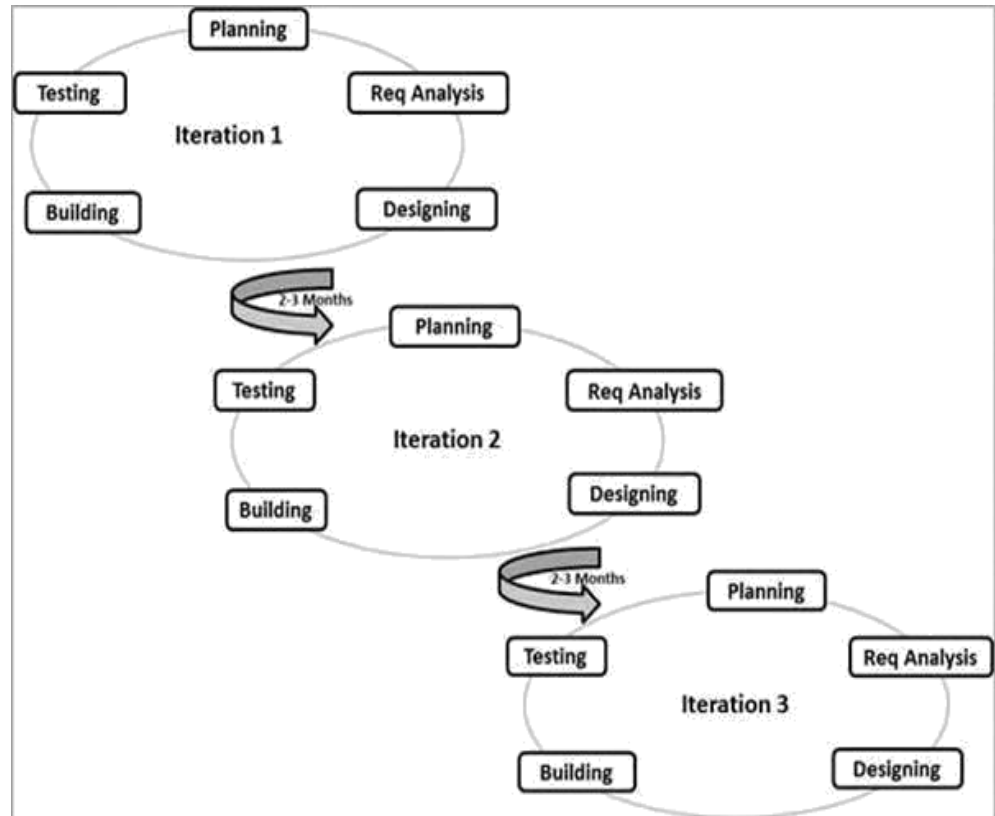 Planning
Testing
Req Analysis
Iteration 1
Building
Designing
2-3 Months
Planning
Testing
Req Analysis
Iteration 2
Building
Designing
2-3 Months
Planning
Testing
Req Analysis
Iteration 3
Building
Designing